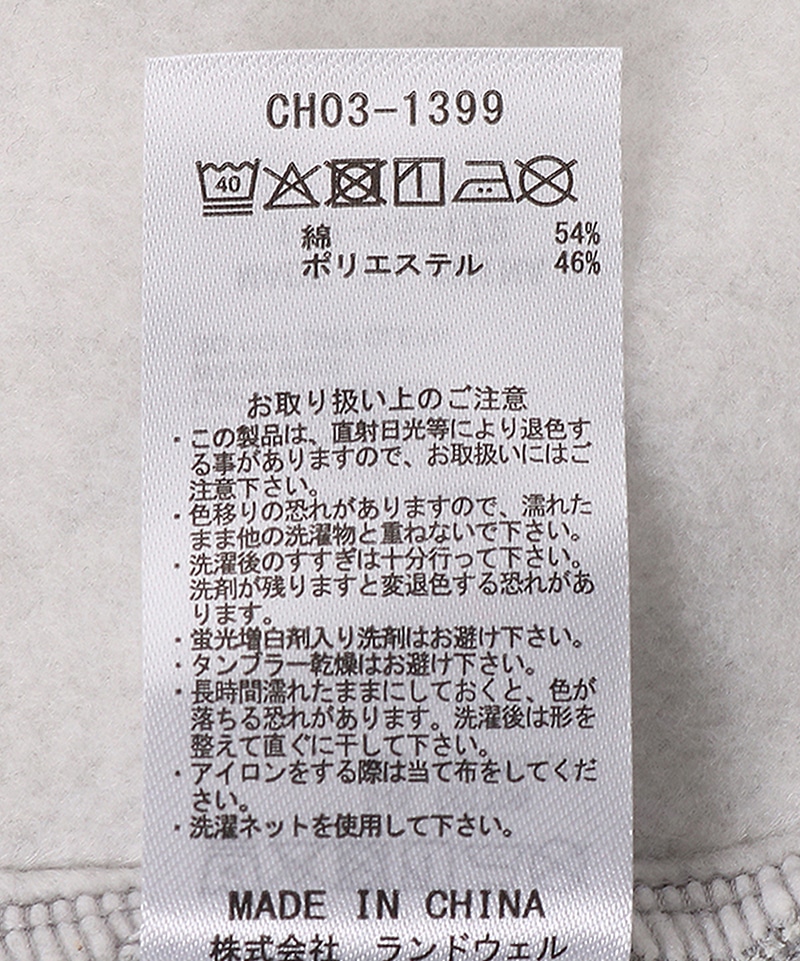 CH03-1399
40
綿 54%
ポリエステル 46%
お取り扱い上のご注意
・この製品は、直射日光等により退色す
る事がありますので、お取扱いにはご
注意下さい。
・色移りの恐れがありますので、濡れた
まま他の洗濯物と重ねないで下さい。
・洗濯後のすすぎは十分行って下さい。
洗剤が残りますと変退色する恐れがあ
ります。
・蛍光増白剤入り洗剤はお避け下さい。
・タンブラー乾燥はお避け下さい。
・長時間濡れたままにしておくと、色が
落ちる恐れがあります。洗濯後は形を
整えて直ぐに干して下さい。
・アイロンをする際は当て布をしてくだ
さい。
・洗濯ネットを使用して下さい。
MADE IN CHINA
株式会社 ランドウェル